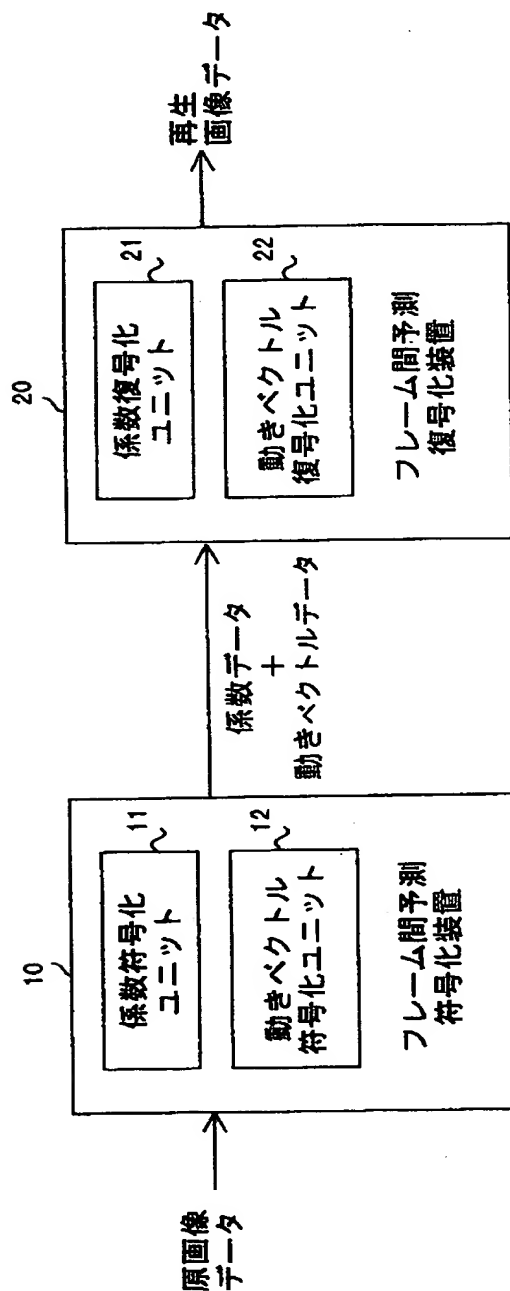 原画像
データ
10
係数符号化
ユニット
11
動きベクトル
符号化ユニット
12
フレーム間予測
符号化装置
係数データ
+
動きベクトルデータ
20
係数復号化
ユニット
21
動きベクトル
復号化ユニット
22
フレーム間予測
復号化装置
再生
画像データ